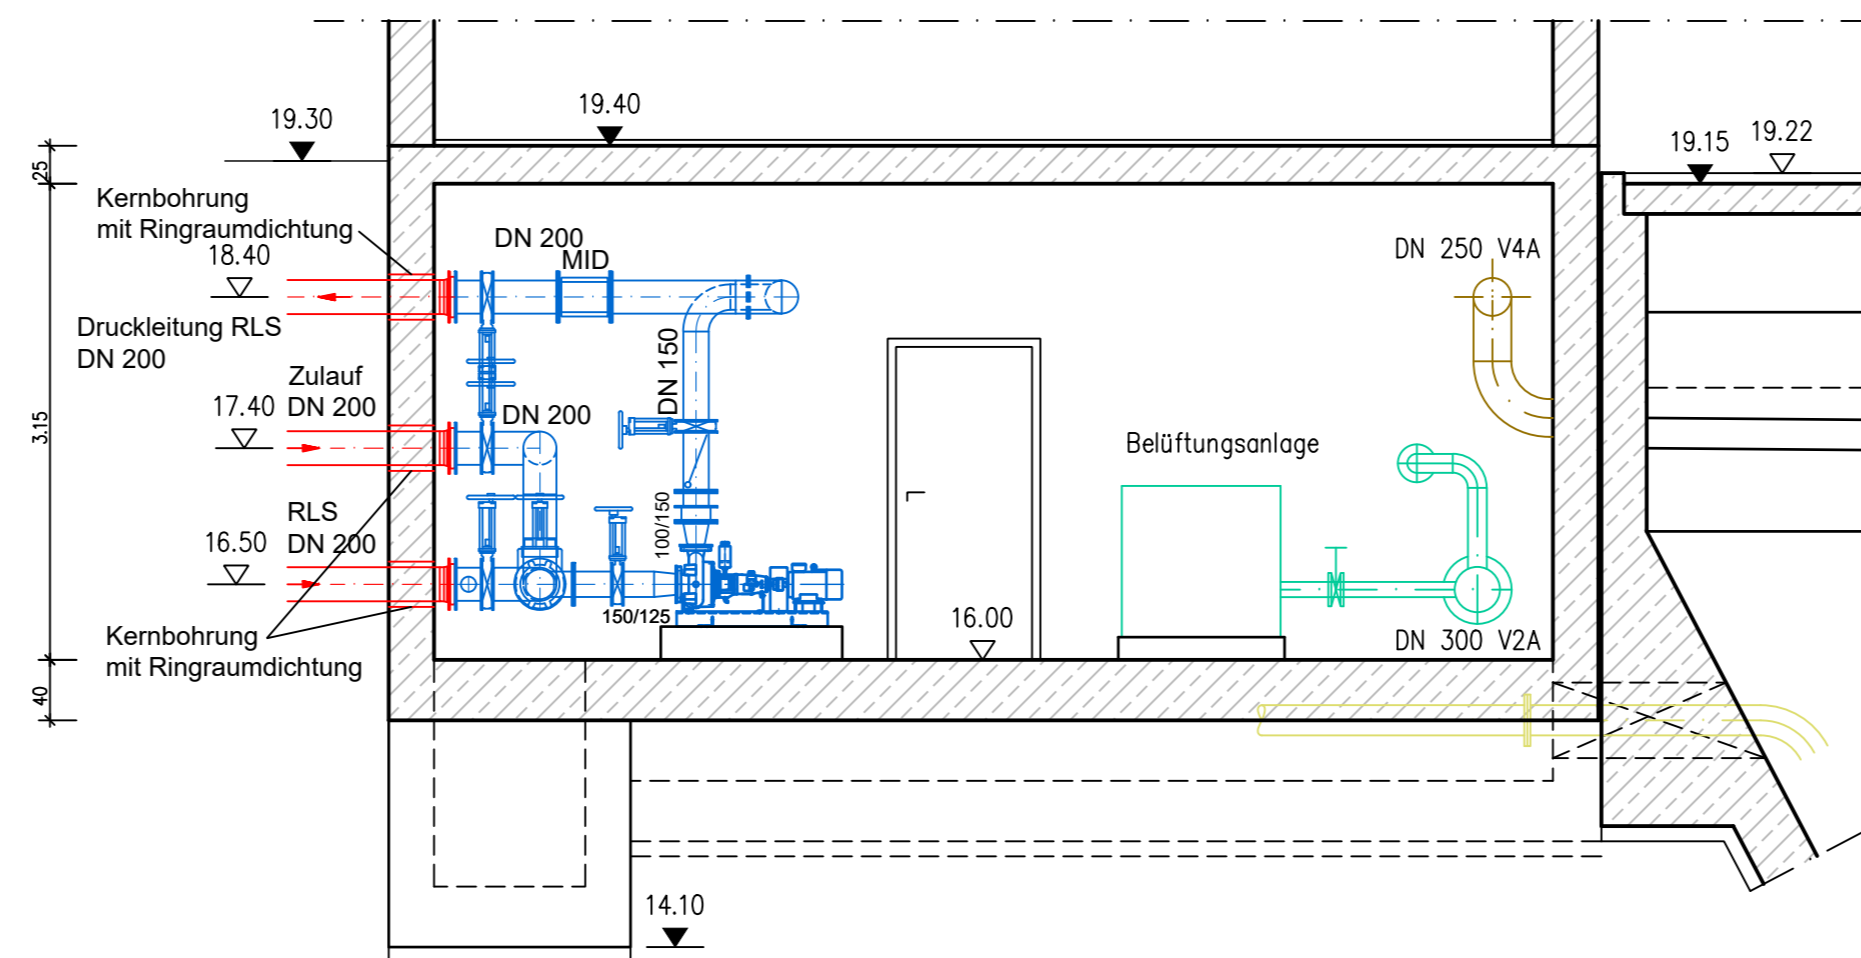 19.40
19.30
19.22
19.15
25
Kernbohrung
mit Ringraumdichtung
18.40
DN 200
MID
DN 250 V4A
Druckleitung RLS
DN 200
DN 150
Zulauf
DN 200
17.40
DN 200
3.15
Belüftungsanlage
RLS
DN 200
16.50
100/150
150/125
16.00
DN 300 V2A
Kernbohrung
mit Ringraumdichtung
40
14.10